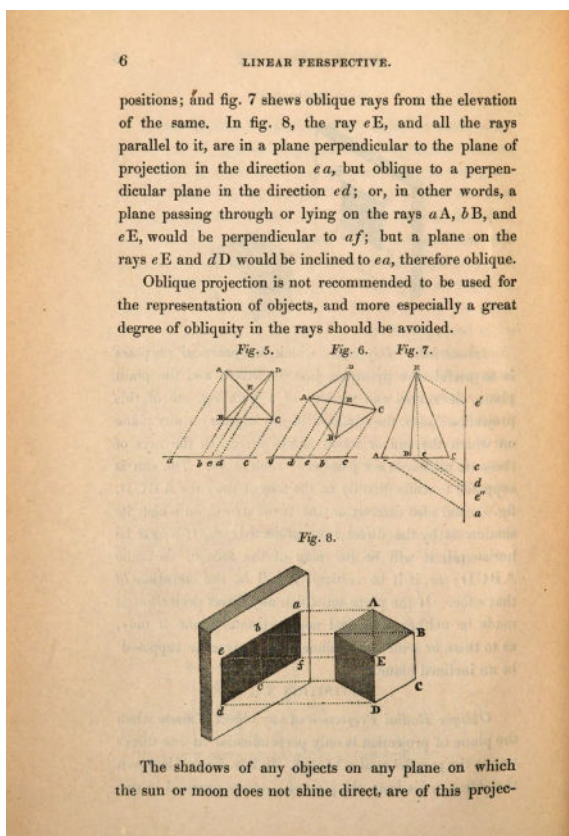 6 LINEAR PERSPECTIVE.
positions; and fig. 7 shews oblique rays from the elevation
of the same. In fig. 8, the ray eE, and all the rays
parallel to it, are in a plane perpendicular to the plane of
projection in the direction ea, but oblique to a perpen-
dicular plane in the direction ed; or, in other words, a
plane passing through or lying on the rays aA, bB, and
eE, would be perpendicular to af; but a plane on the
rays eE and dD would be inclined to ea, therefore oblique.
Oblique projection is not recommended to be used for
the representation of objects, and more especially a great
degree of obliquity in the rays should be avoided.
Fig. 5. Fig. 6. Fig. 7.
A D
E
B C
A D
E
C
B
E
e'
A B C
c
d
e"
a
Fig. 8.
a A
b B
e E
f
c C
d D
The shadows of any objects on any plane on which
the sun or moon does not shine direct, are of this projec-